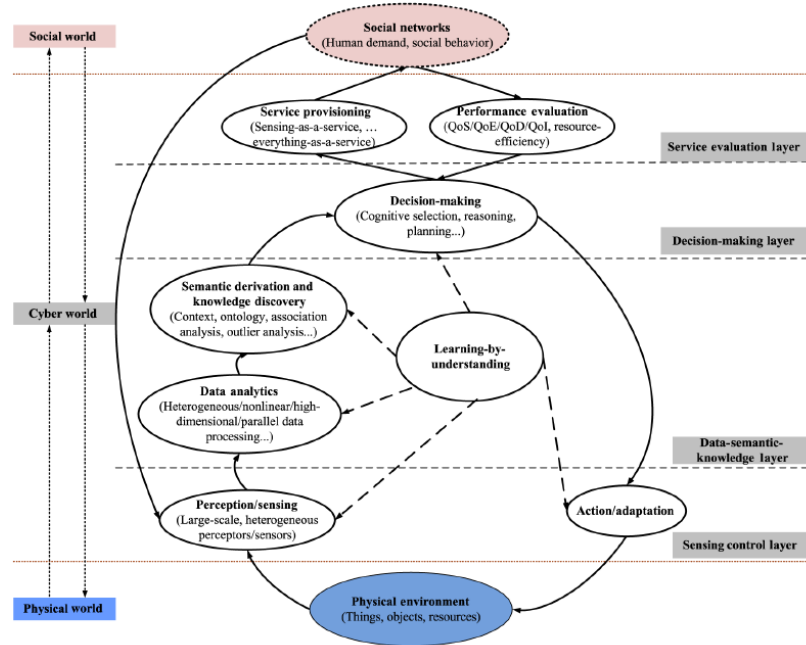 Social world
Social networks
(Human demand, social behavior)
Service provisioning
(Sensing-as-a-service, …
everything-as-a-service)
Performance evaluation
(QoS/QoE/QoD/QoI, resource-
efficiency)
Service evaluation layer
Decision-making
(Cognitive selection, reasoning,
planning...)
Decision-making layer
Semantic derivation and
knowledge discovery
(Context, ontology, association
analysis, outlier analysis...)
Cyber world
Learning-by-
understanding
Data analytics
(Heterogeneous/nonlinear/high-
dimensional/parallel data
processing...)
Data-semantic-
knowledge layer
Perception/sensing
(Large-scale, heterogeneous
perceptors/sensors)
Action/adaptation
Sensing control layer
Physical world
Physical environment
(Things, objects, resources)